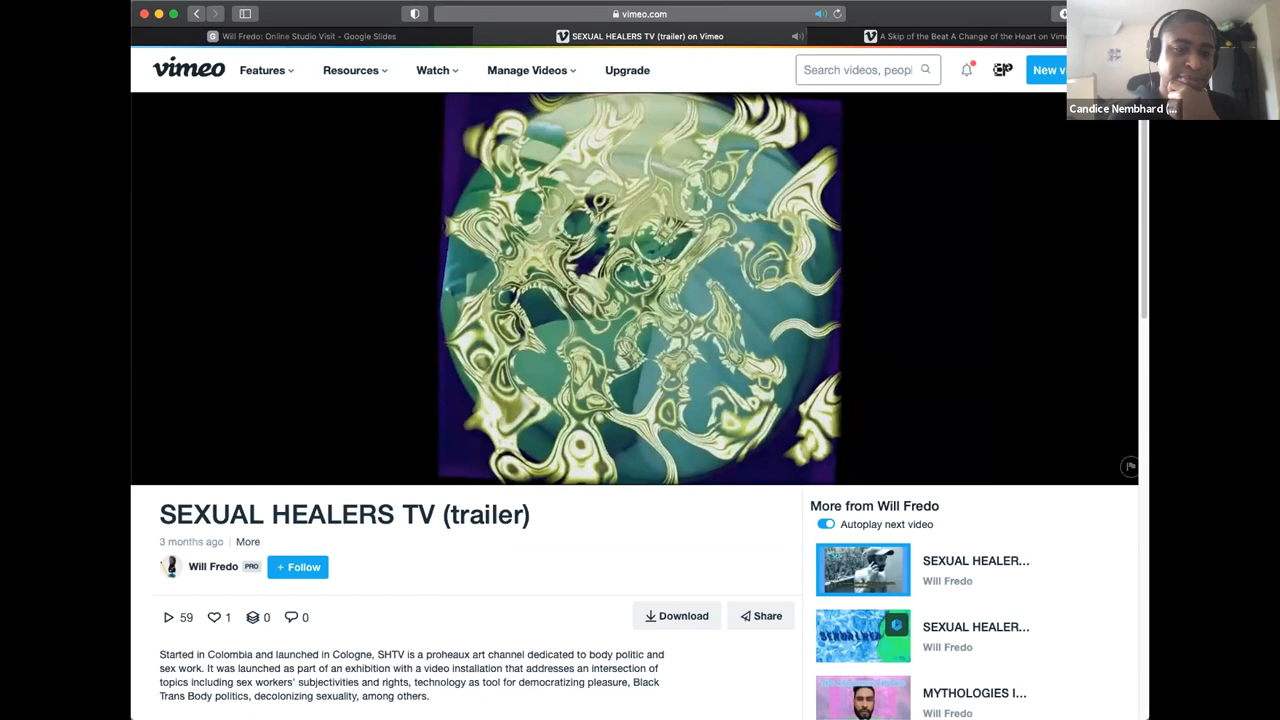 vimeo.com
Will Fredo: Online Studio Visit - Google Slides
SEXUAL HEALERS TV (trailer) on Vimeo
A Skip of the Beat A Change of the Heart on Vim
Candice Nembhard (...
vimeo
Features
Resources
Watch
Manage Videos
Upgrade
Search videos, peopl
New v
SEXUAL HEALERS TV (trailer)
3 months ago
More
Will Fredo PRO
+ Follow
59
1
0
0
Download
Share
Started in Colombia and launched in Cologne, SHTV is a proheaux art channel dedicated to body politic and
sex work. It was launched as part of an exhibition with a video installation that addresses an intersection of
topics including sex workers' subjectivities and rights, technology as tool for democratizing pleasure, Black
Trans Body politics, decolonizing sexuality, among others.
More from Will Fredo
Autoplay next video
SEXUAL HEALER...
Will Fredo
SEXUAL HEALER...
Will Fredo
MYTHOLOGIES I...
Will Fredo